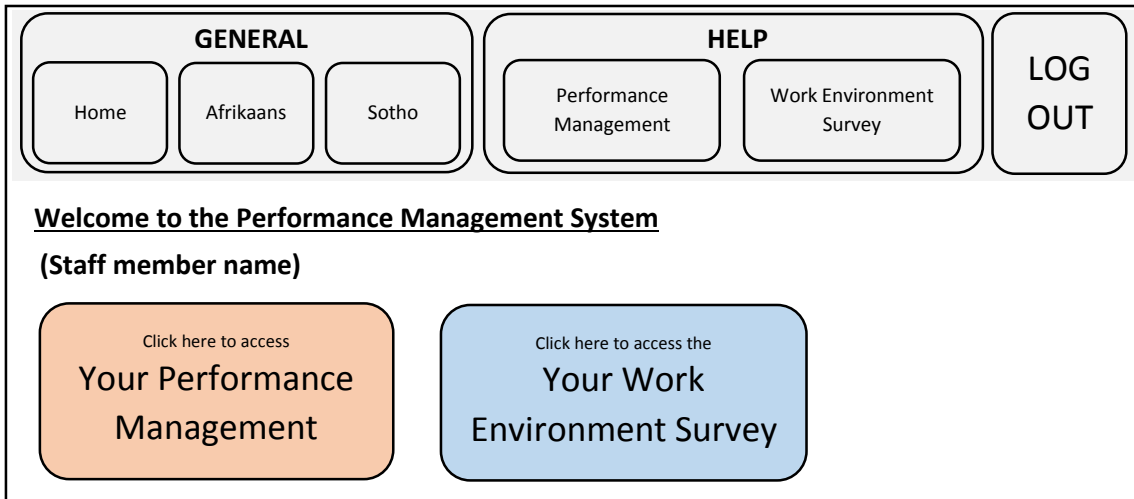 GENERAL
Home
Afrikaans
Sotho
HELP
Performance
Management
Work Environment
Survey
LOG
OUT
Welcome to the Performance Management System
(Staff member name)
Click here to access
Your Performance
Management
Click here to access the
Your Work
Environment Survey